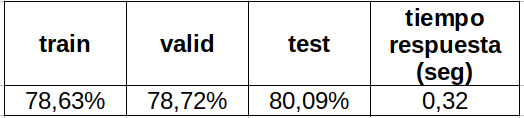 train valid test tiempo respuesta (seg)
78,63% 78,72% 80,09% 0,32